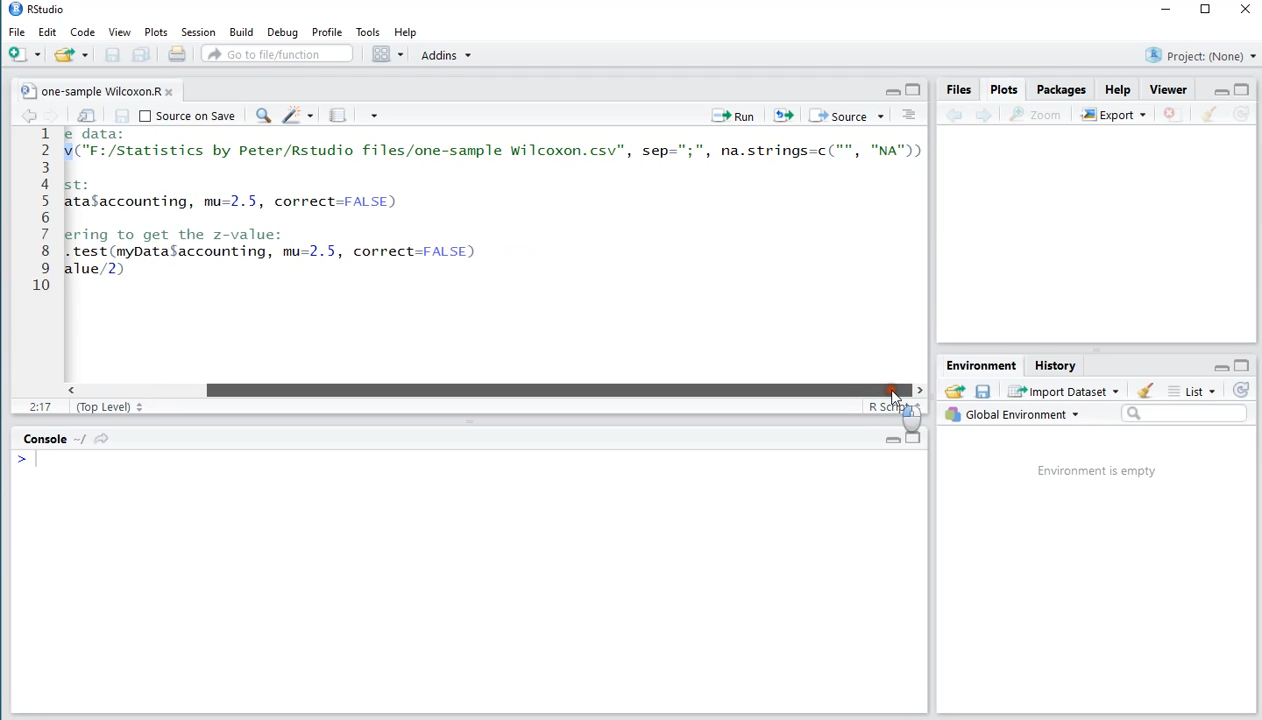 RStudio
File Edit Code View Plots Session Build Debug Profile Tools Help
Go to file/function Addins Project: (None)
one-sample Wilcoxon.R
Source on Save Run Source
1 e data:
2 v("F:/Statistics by Peter/Rstudio files/one-sample Wilcoxon.csv", sep=";", na.strings=c("", "NA"))
3
4 st:
5 ata$accounting, mu=2.5, correct=FALSE)
6
7 ering to get the z-value:
8 .test(myData$accounting, mu=2.5, correct=FALSE)
9 alue/2)
10
2:17 (Top Level) R Script
Console ~/
>
Files Plots Packages Help Viewer
Zoom Export
Environment History
Import Dataset List
Global Environment
Environment is empty